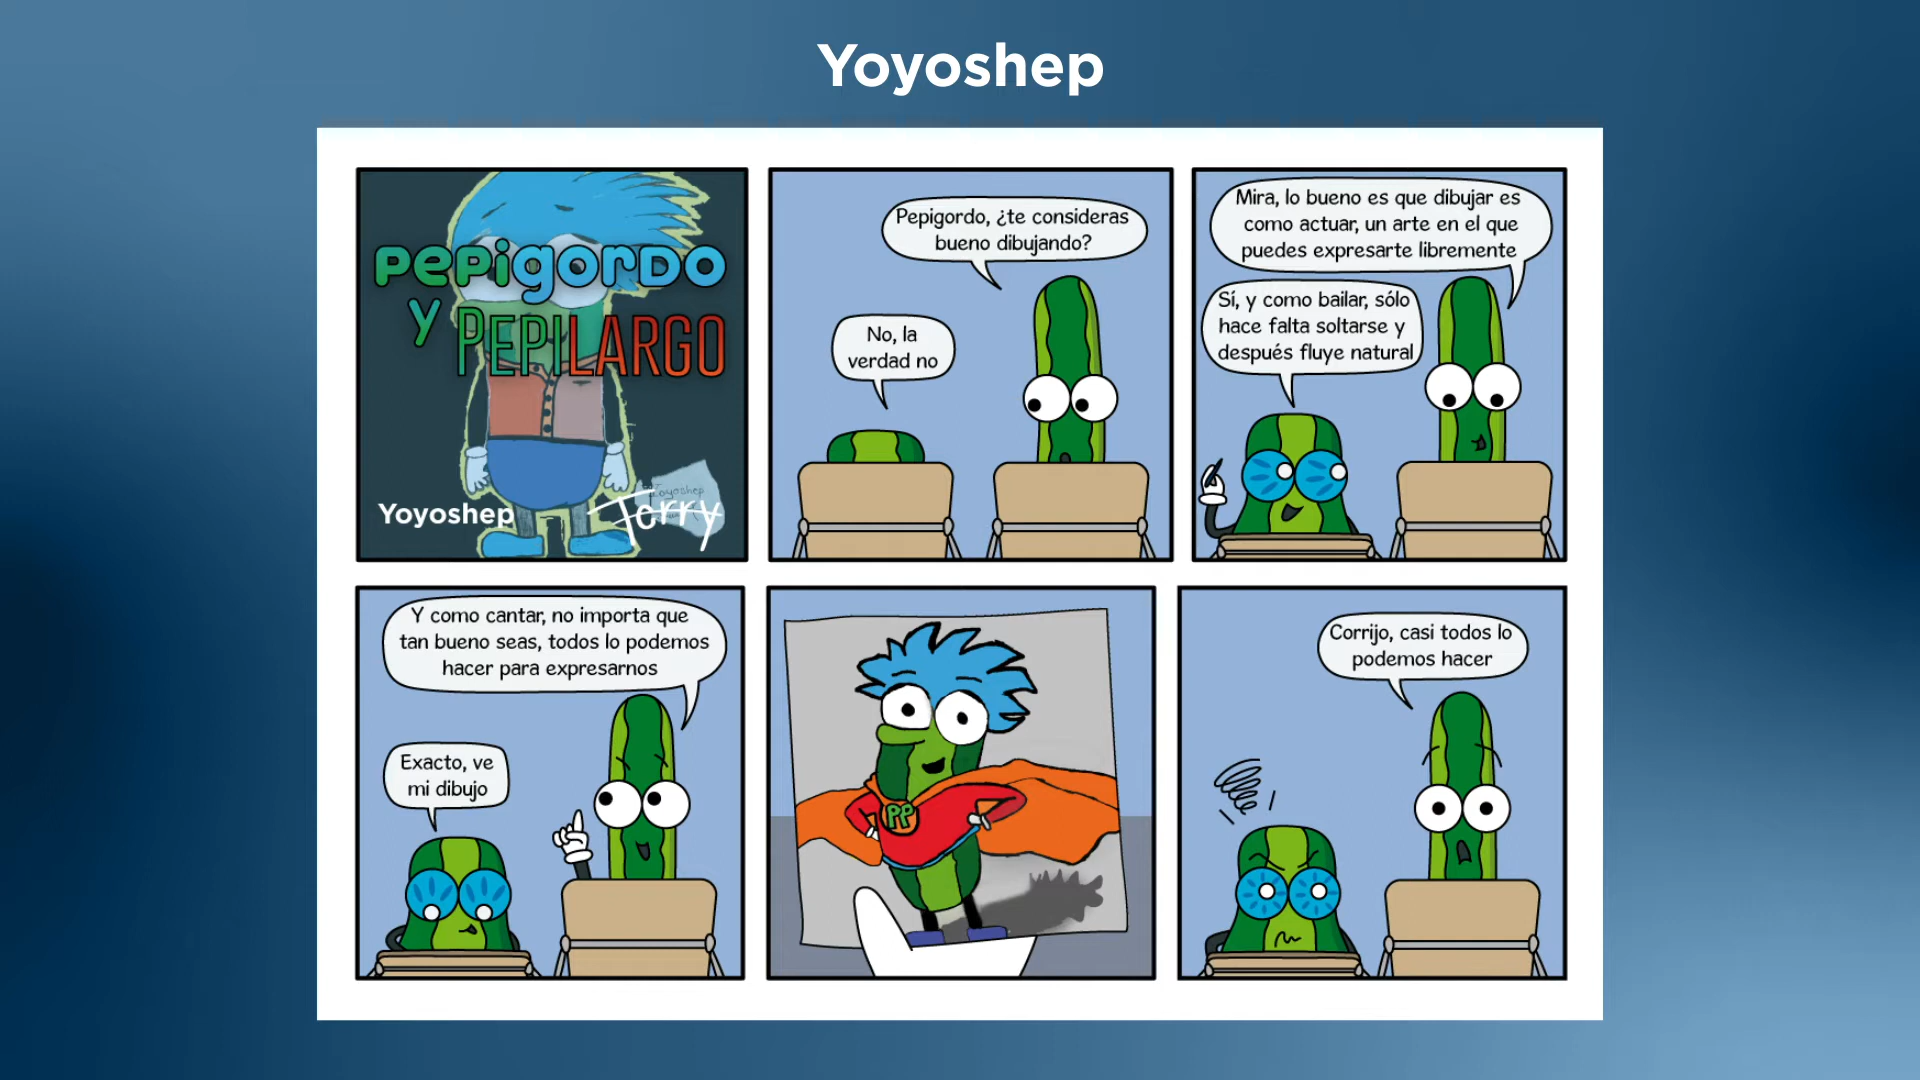 Yoyoshep
PEPIGORDO
Y PEPILARGO
Yoyoshep
Yoyoshep
Terry
Pepigordo, ¿te consideras
bueno dibujando?
No, la
verdad no
Mira, lo bueno es que dibujar es
como actuar, un arte en el que
puedes expresarte libremente
Sí, y como bailar, sólo
hace falta soltarse y
después fluye natural
Y como cantar, no importa que
tan bueno seas, todos lo podemos
hacer para expresarnos
Exacto, ve
mi dibujo
PP
Corrijo, casi todos lo
podemos hacer